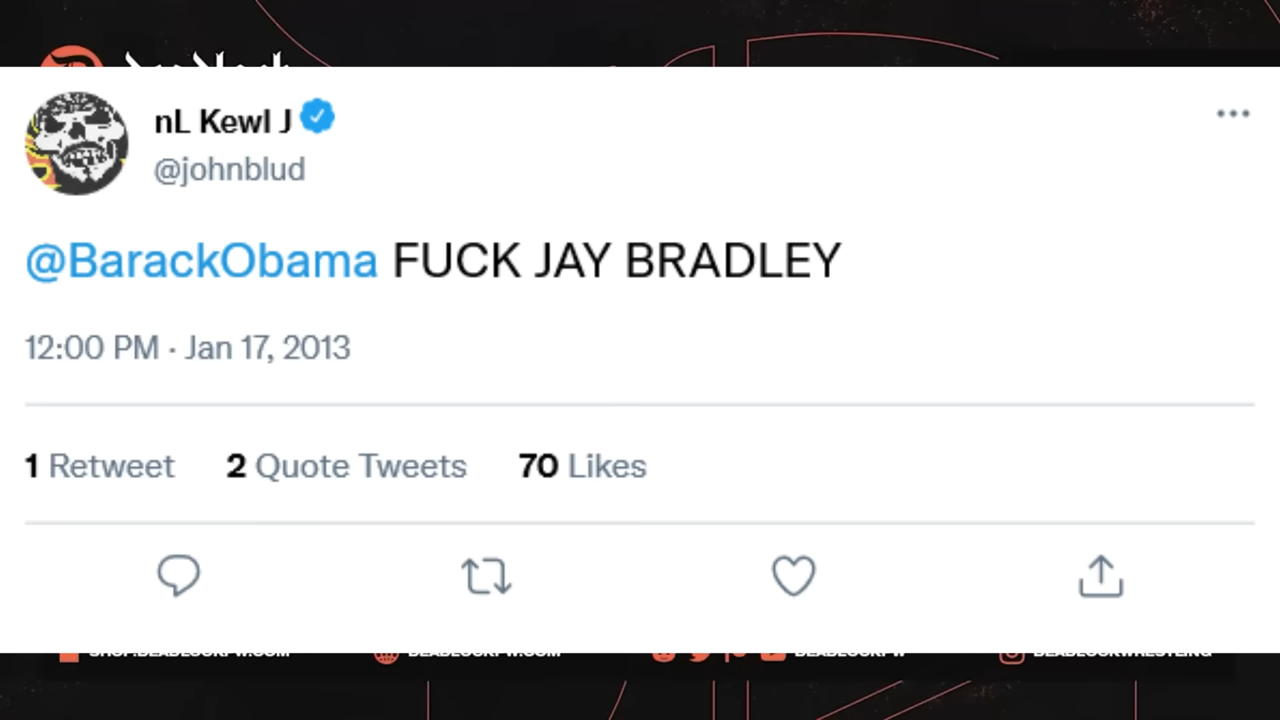 nL Kewl J
@johnblud
@BarackObama FUCK JAY BRADLEY
12:00 PM · Jan 17, 2013
1 Retweet 2 Quote Tweets 70 Likes